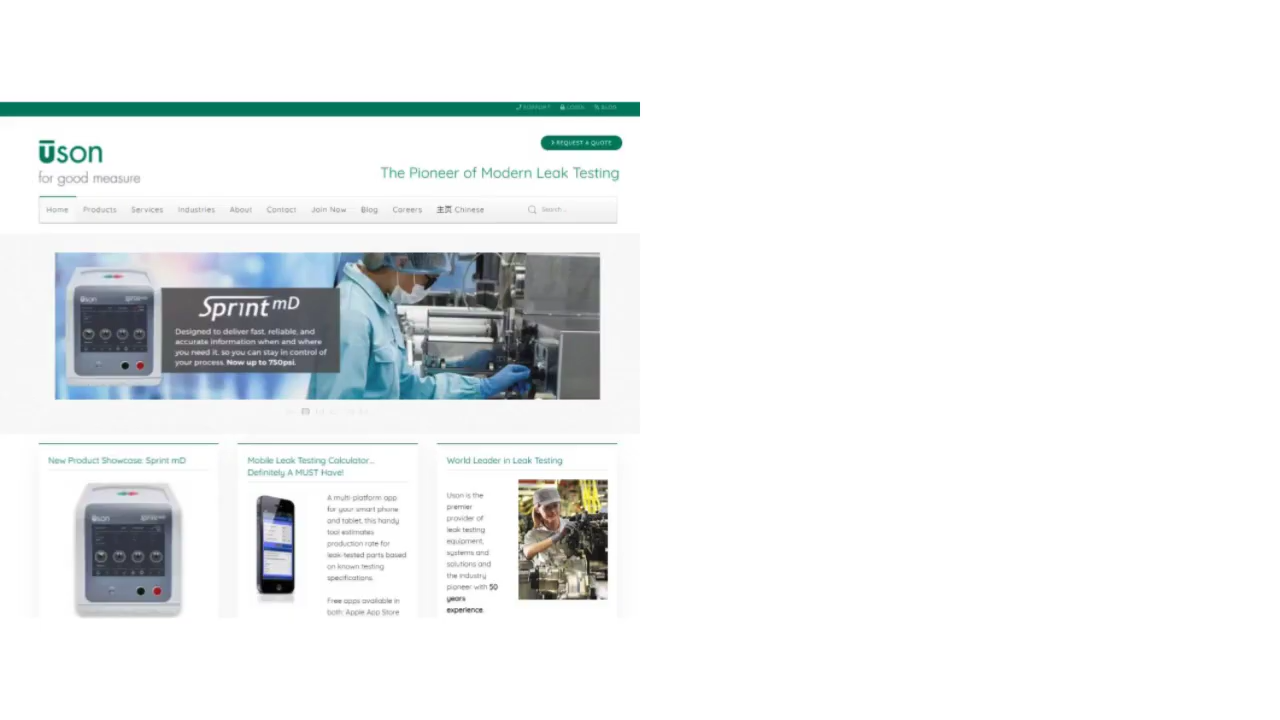 SUPPORT LOGIN BLOG
Uson
for good measure
REQUEST A QUOTE
The Pioneer of Modern Leak Testing
Home Products Services Industries About Contact Join Now Blog Careers 主页 Chinese Search...
Uson
Sprint mD
Designed to deliver fast, reliable, and
accurate information when and where
you need it, so you can stay in control of
your process. Now up to 750psi.
New Product Showcase: Sprint mD
Uson
Mobile Leak Testing Calculator...
Definitely A MUST Have!
A multi-platform app
for your smart phone
and tablet, this handy
tool estimates
production rate for
leak-tested parts based
on known testing
specifications.
Free apps available in
both: Apple App Store
World Leader in Leak Testing
Uson is the
premier
provider of
leak testing
equipment,
systems and
solutions and
the industry
pioneer with 50
years
experience.